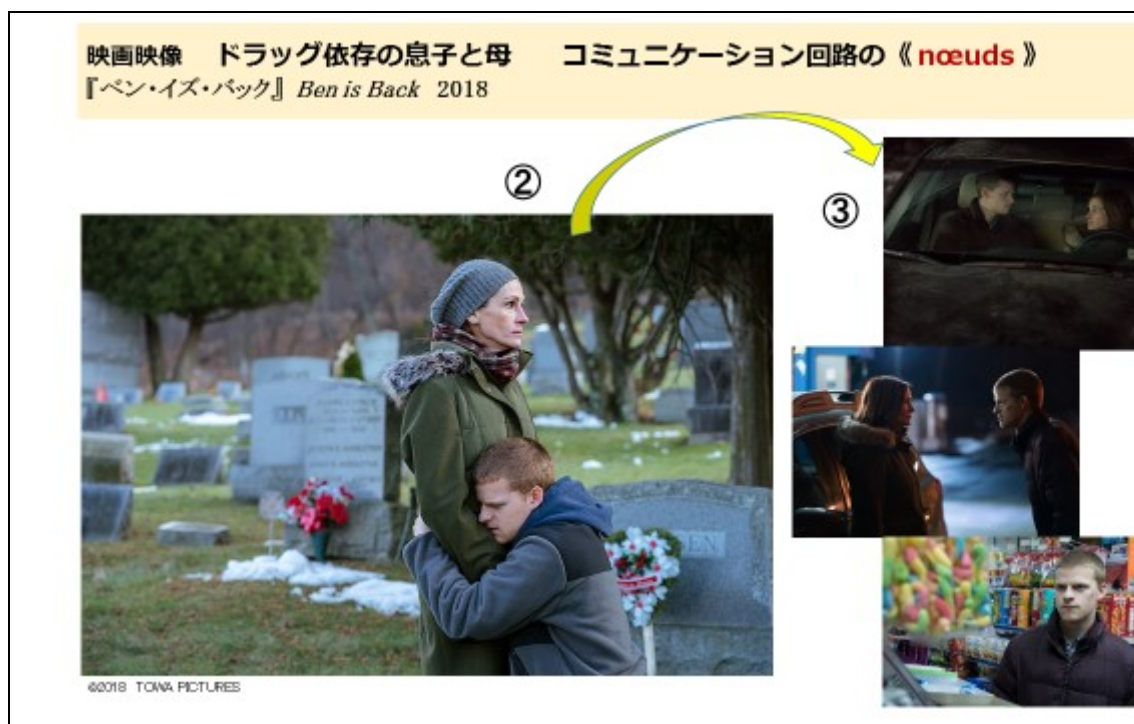 映画映像 ドラッグ依存の息子と母 コミュニケーション回路の《 nœuds 》
『ベン・イズ・バック』 Ben is Back 2018
②
③
EN
©2018 TOWA PICTURES